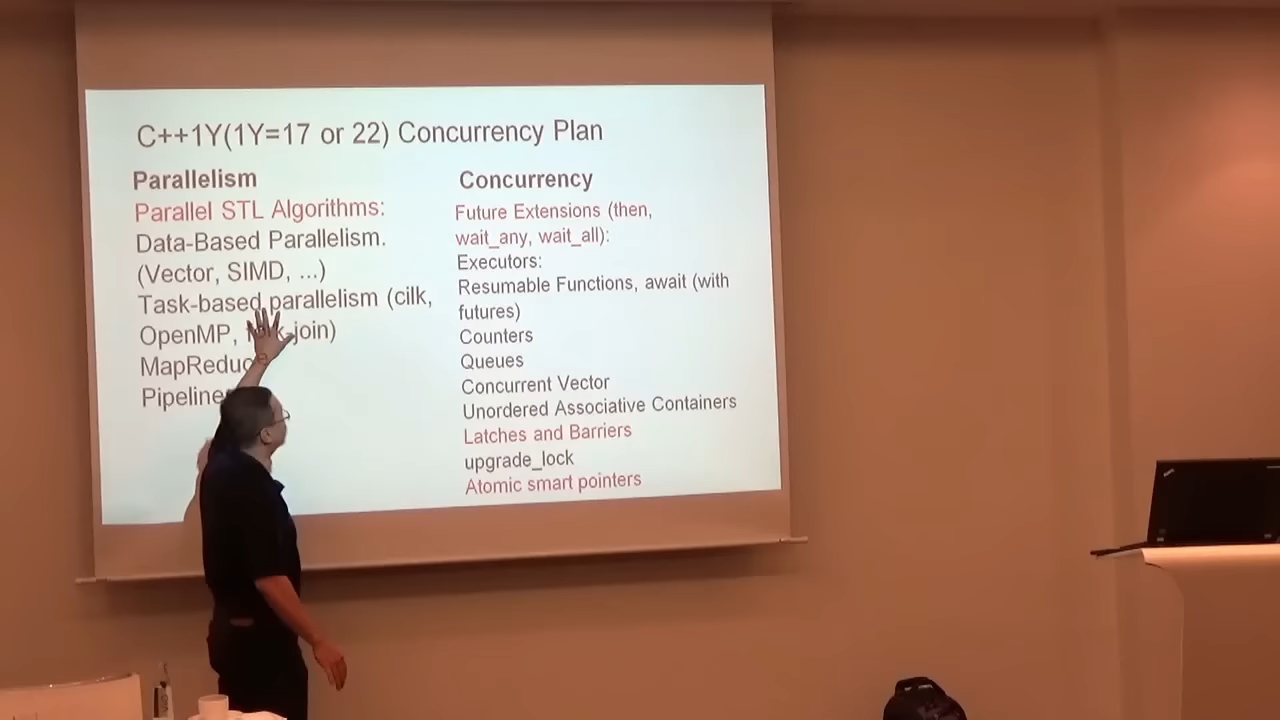 C++1Y(1Y=17 or 22) Concurrency Plan
Parallelism
Parallel STL Algorithms:
Data-Based Parallelism.
(Vector, SIMD, ...)
Task-based parallelism (cilk,
OpenMP, fork-join)
MapReduce
Pipelines
Concurrency
Future Extensions (then,
wait_any, wait_all):
Executors:
Resumable Functions, await (with
futures)
Counters
Queues
Concurrent Vector
Unordered Associative Containers
Latches and Barriers
upgrade_lock
Atomic smart pointers